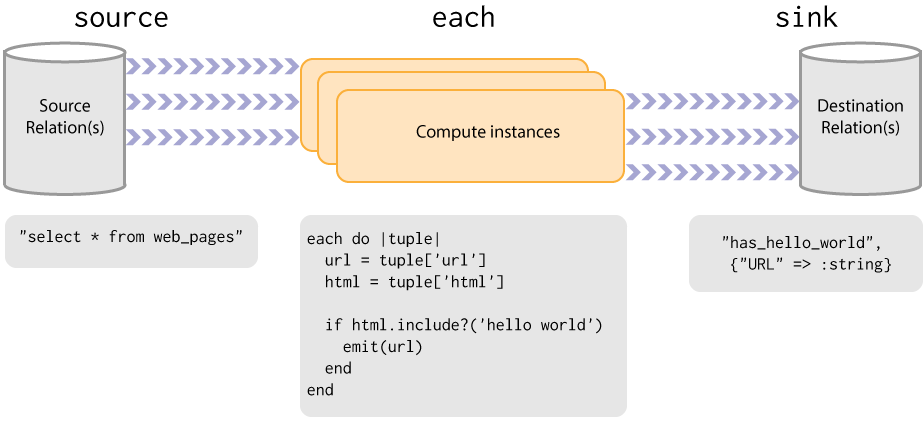 source
each
sink
Source
Relation(s)
Compute instances
Destination
Relation(s)
"select * from web_pages"
each do |tuple|
  url = tuple['url']
  html = tuple['html']

  if html.include?('hello world')
    emit(url)
  end
end
"has_hello_world",
{"URL" => :string}